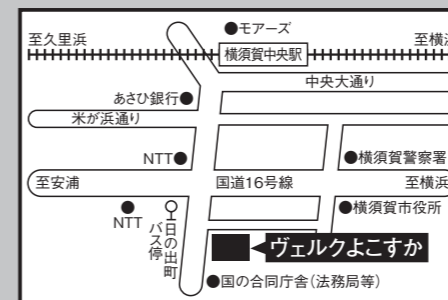 ●モアーズ
至久里浜
至横
横須賀中央駅
中央大通り
あさひ銀行●
米が浜通り
NTT●
●横須賀警察署
至安浦
国道16号線
至横浜
●
NTT
日の出町
バス停
●横須賀市役所
ヴェルクよこすか
●国の合同庁舎(法務局等)